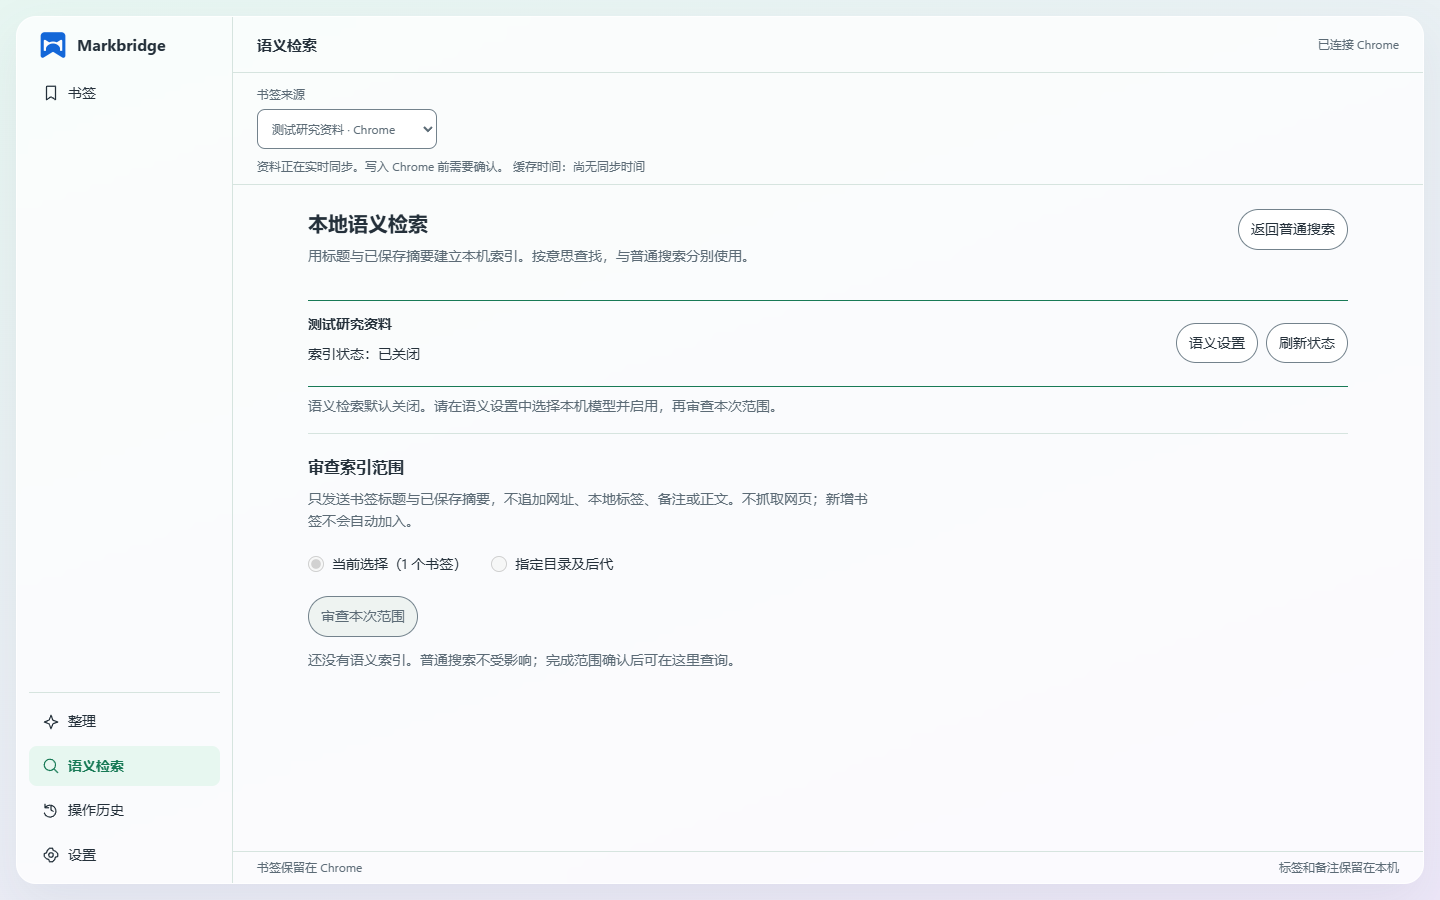 Markbridge
书签
整理
语义检索
操作历史
设置
语义检索
已连接 Chrome
书签来源
测试研究资料 · Chrome
资料正在实时同步。写入 Chrome 前需要确认。 缓存时间：尚无同步时间
本地语义检索
返回普通搜索
用标题与已保存摘要建立本机索引。按意思查找，与普通搜索分别使用。
测试研究资料
索引状态：已关闭
语义设置
刷新状态
语义检索默认关闭。请在语义设置中选择本机模型并启用，再审查本次范围。
审查索引范围
只发送书签标题与已保存摘要，不追加网址、本地标签、备注或正文。不抓取网页；新增书
签不会自动加入。
当前选择（1 个书签）
指定目录及后代
审查本次范围
还没有语义索引。普通搜索不受影响；完成范围确认后可在这里查询。
书签保留在 Chrome
标签和备注保留在本机